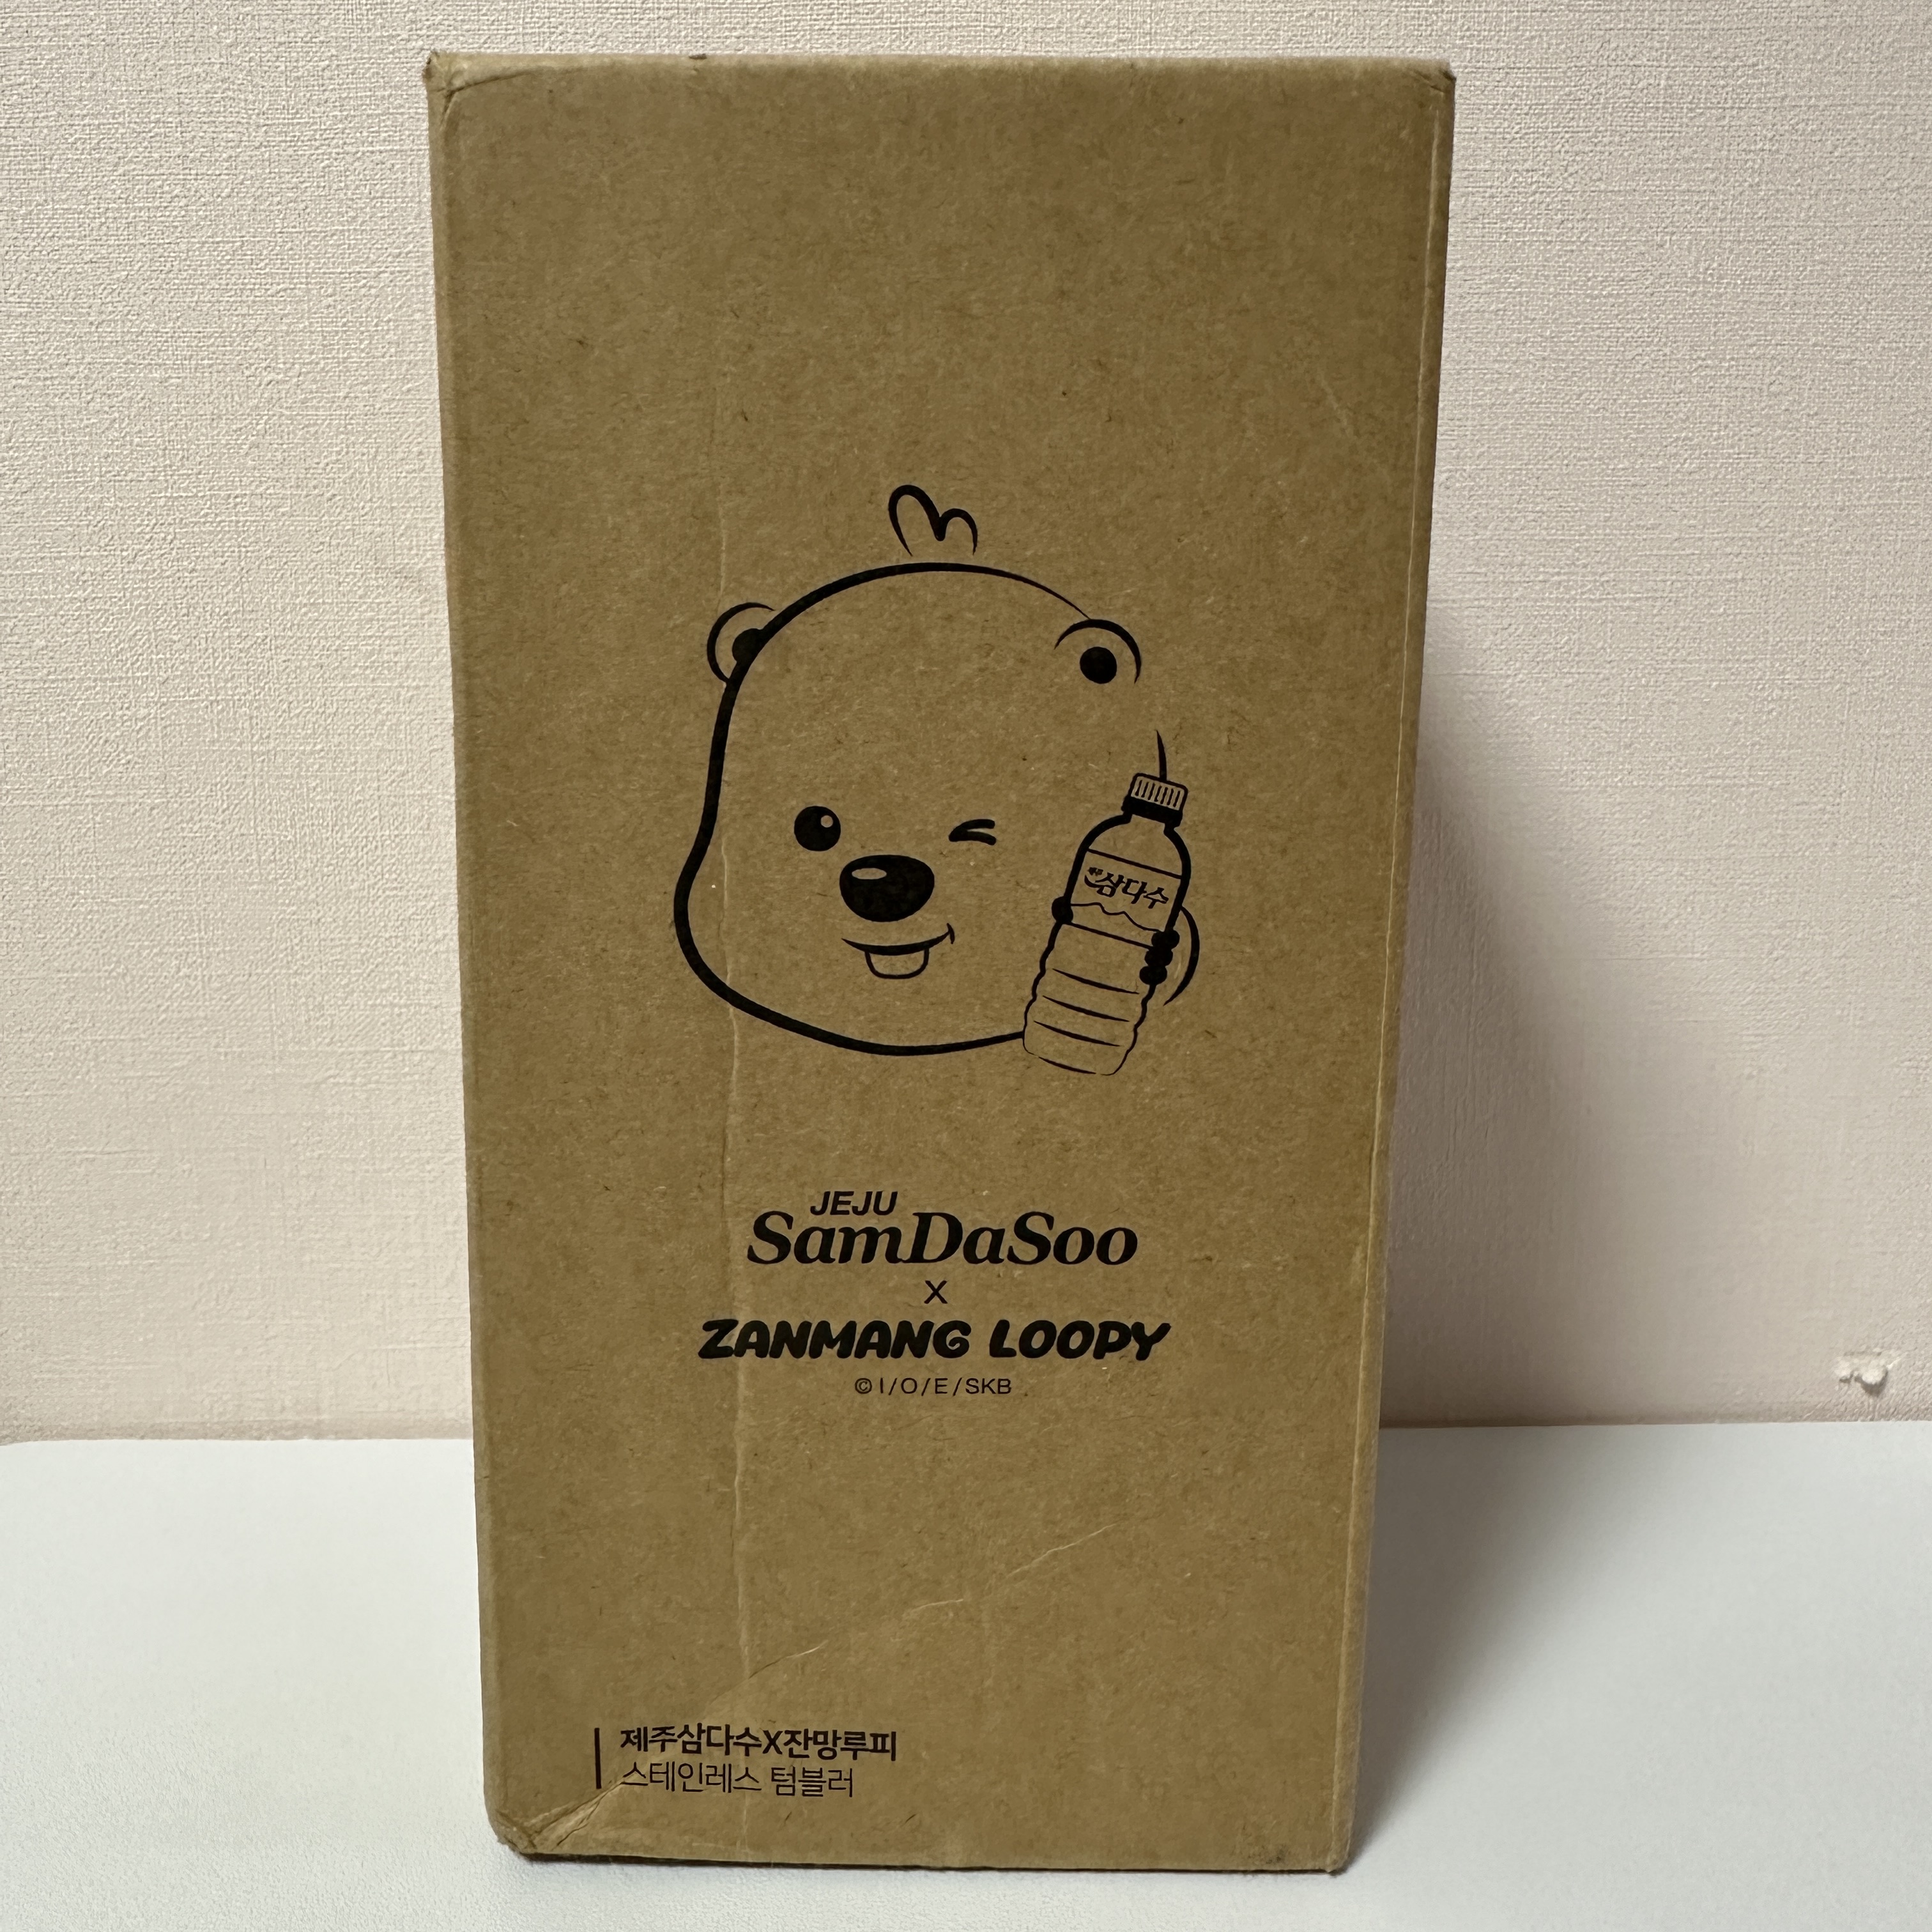 삼다수
JEJU
SamDaSoo
X
ZANMANG LOOPY
© I/O/E/SKB
제주삼다수X잔망루피
스테인레스 텀블러